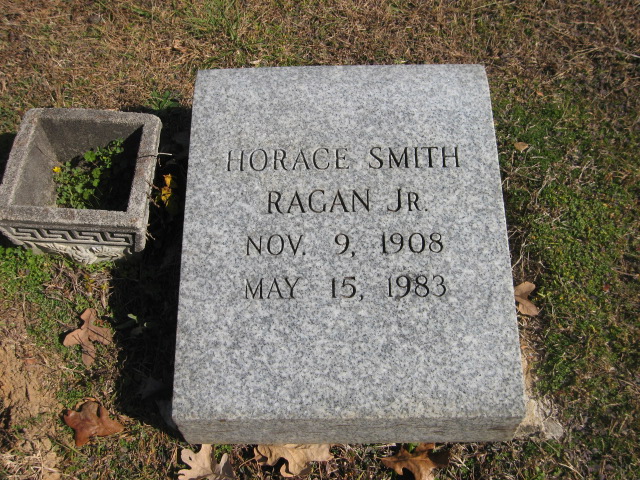 HORACE SMITH
RAGAN JR.
NOV. 9, 1908
MAY 15, 1983